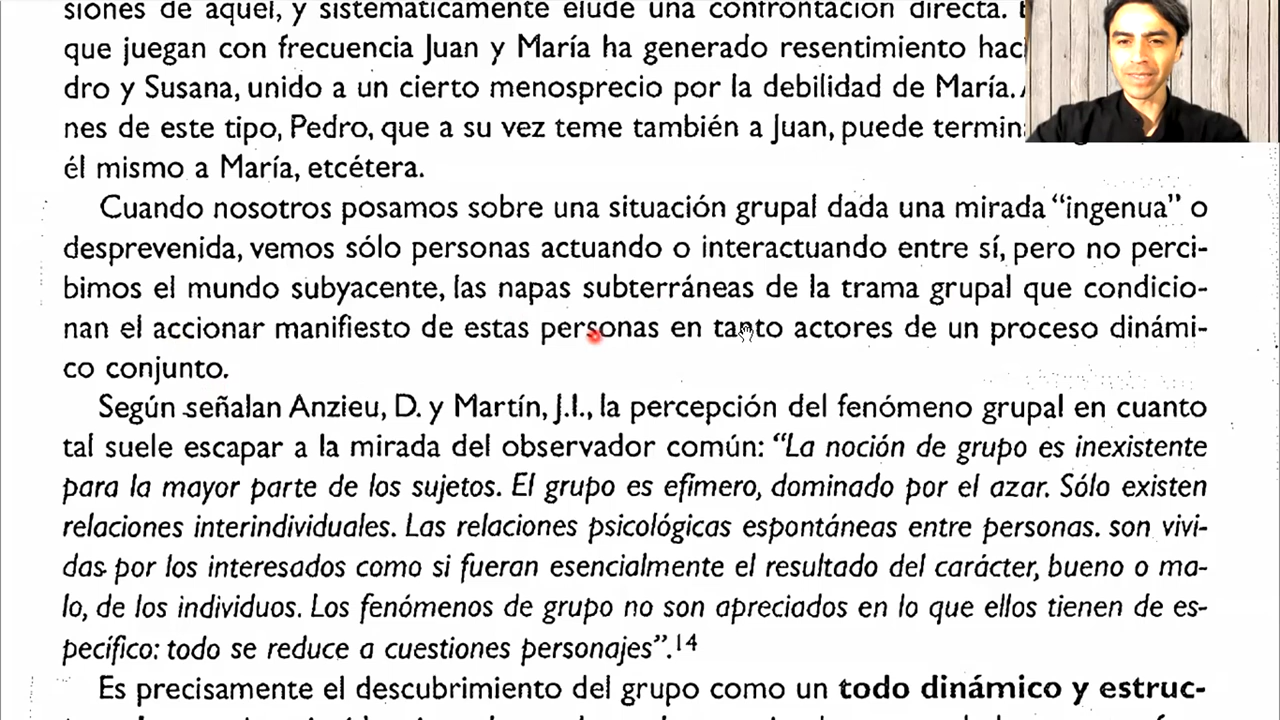 siones de aquel, y sistemáticamente elude una confrontación directa.
que juegan con frecuencia Juan y María ha generado resentimiento
dro y Susana, unido a un cierto menosprecio por la debilidad de María.
nes de este tipo, Pedro, que a su vez teme también a Juan, puede
él mismo a María, etcétera.
Cuando nosotros posamos sobre una situación grupal dada una mirada “ingenua” o
desprevenida, vemos sólo personas actuando o interactuando entre sí, pero no perci-
bimos el mundo subyacente, las napas subterráneas de la trama grupal que condicio-
nan el accionar manifiesto de estas personas en tanto actores de un proceso dinámi-
co conjunto.
Según señalan Anzieu, D. y Martín, J.I., la percepción del fenómeno grupal en cuanto
tal suele escapar a la mirada del observador común: “La noción de grupo es inexistente
para la mayor parte de los sujetos. El grupo es efímero, dominado por el azar. Sólo existen
relaciones interindividuales. Las relaciones psicológicas espontáneas entre personas. son vivi-
das por los interesados como si fueran esencialmente el resultado del carácter, bueno o ma-
lo, de los individuos. Los fenómenos de grupo no son apreciados en lo que ellos tienen de es-
pecífico: todo se reduce a cuestiones personajes”.14
Es precisamente el descubrimiento del grupo como un todo dinámico y estruc-